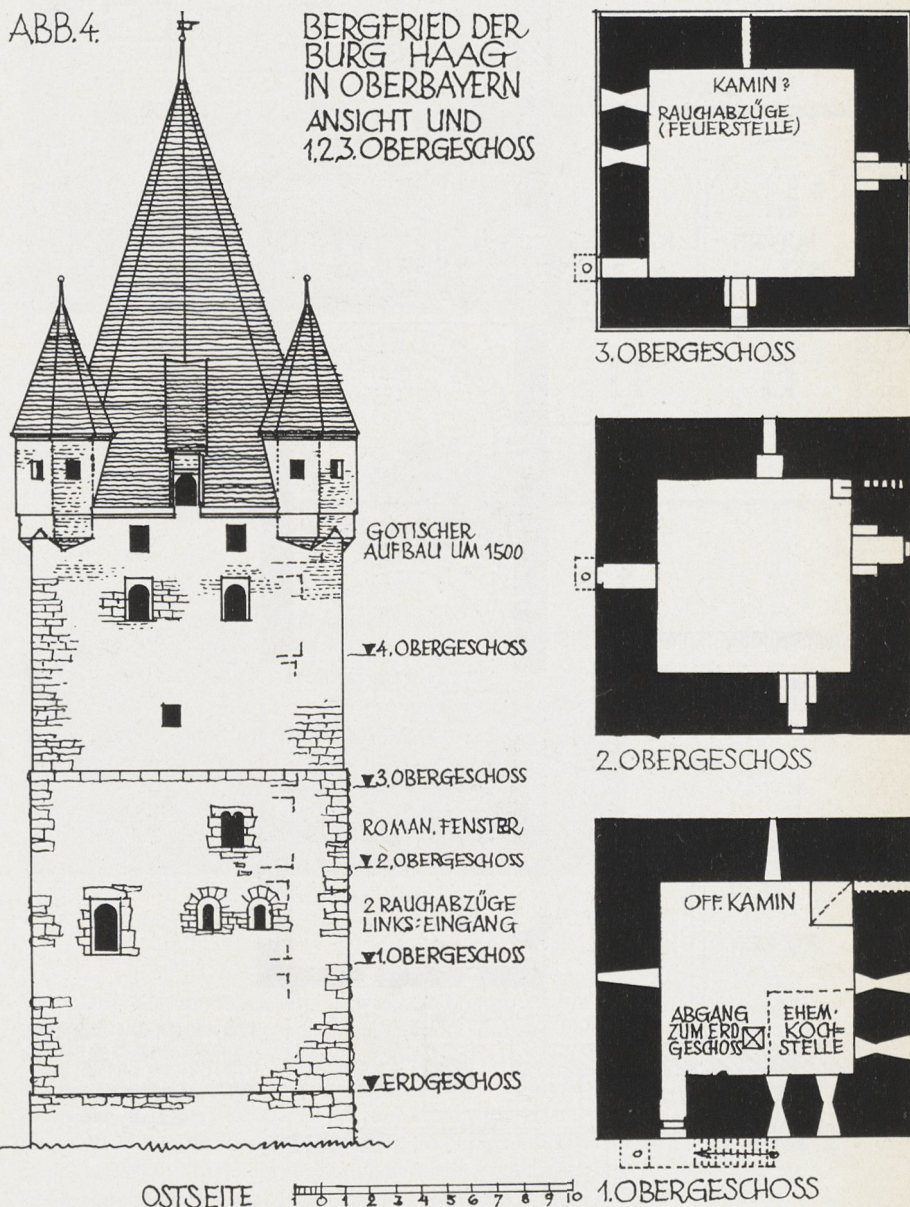 ABB.4.
BERGFRIED DER
BURG HAAG
IN OBERBAYERN
ANSICHT UND
1,2,3.OBERGESCHOSS
KAMIN?
RAUCHABZÜGE
(FEUERSTELLE)
3.OBERGESCHOSS
GOTISCHER
AUFBAU UM 1500
4.OBERGESCHOSS
3.OBERGESCHOSS
ROMAN.FENSTER
2.OBERGESCHOSS
2 RAUCHABZÜGE
LINKS:EINGANG
1.OBERGESCHOSS
ERDGESCHOSS
2.OBERGESCHOSS
OFF.KAMIN
ABGANG
ZUM ERD
GESCHOSS
EHEM.
KOCH=
STELLE
1.OBERGESCHOSS
OSTSEITE
1 0 1 2 3 4 5 6 7 8 9 10